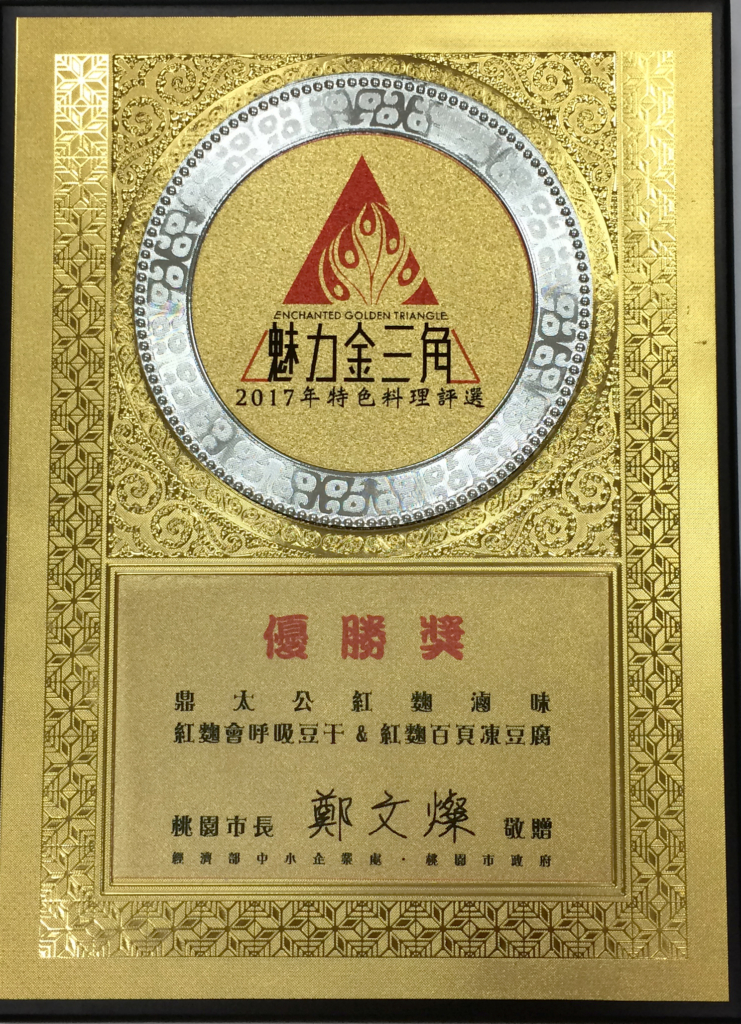 ENCHANTED GOLDEN TRIANGLE
魅力金三角
2017年特色料理評選
優勝獎
鼎太公紅麴滷味
紅麴會呼吸豆干 & 紅麴百頁凍豆腐
桃園市長 鄭文燦 敬贈
經濟部中小企業處・桃園市政府